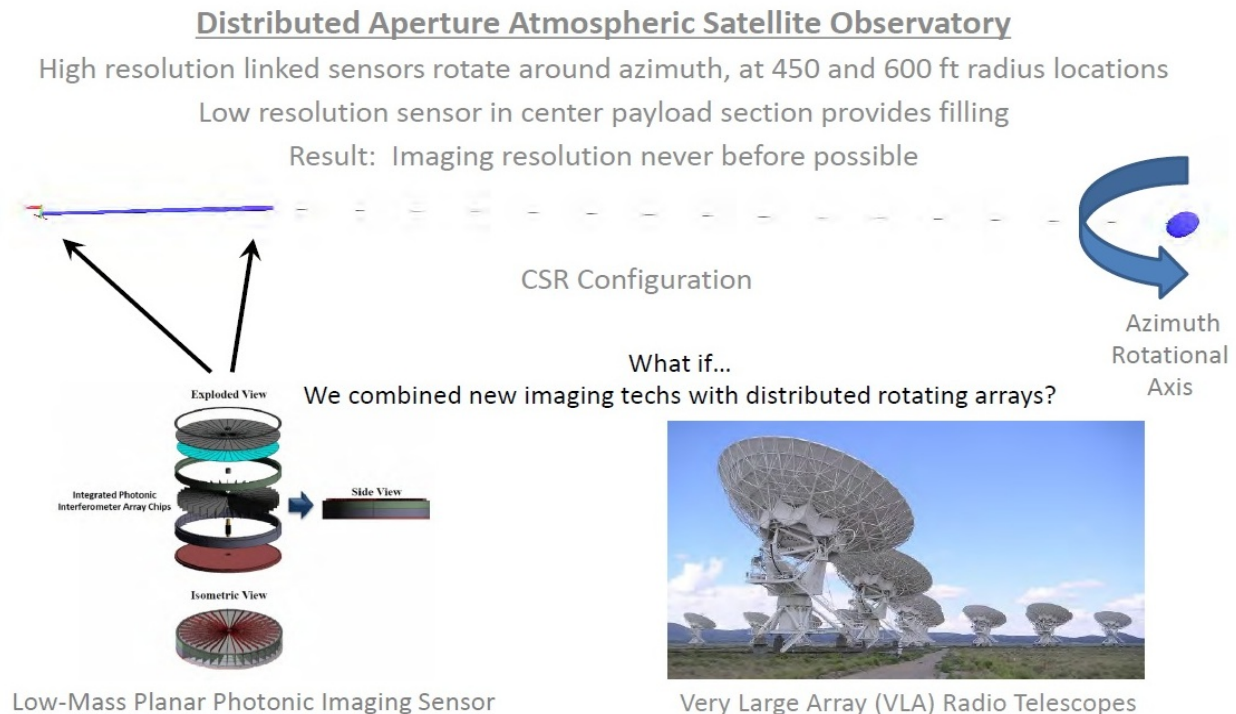 Distributed Aperture Atmospheric Satellite Observatory
High resolution linked sensors rotate around azimuth, at 450 and 600 ft radius locations
Low resolution sensor in center payload section provides filling
Result: Imaging resolution never before possible
CSR Configuration
Azimuth
Rotational
Axis
What if...
We combined new imaging techs with distributed rotating arrays?
Exploded View
Integrated Photonic
Interferometer Array Chips
Side View
Isometric View
Low-Mass Planar Photonic Imaging Sensor
Very Large Array (VLA) Radio Telescopes